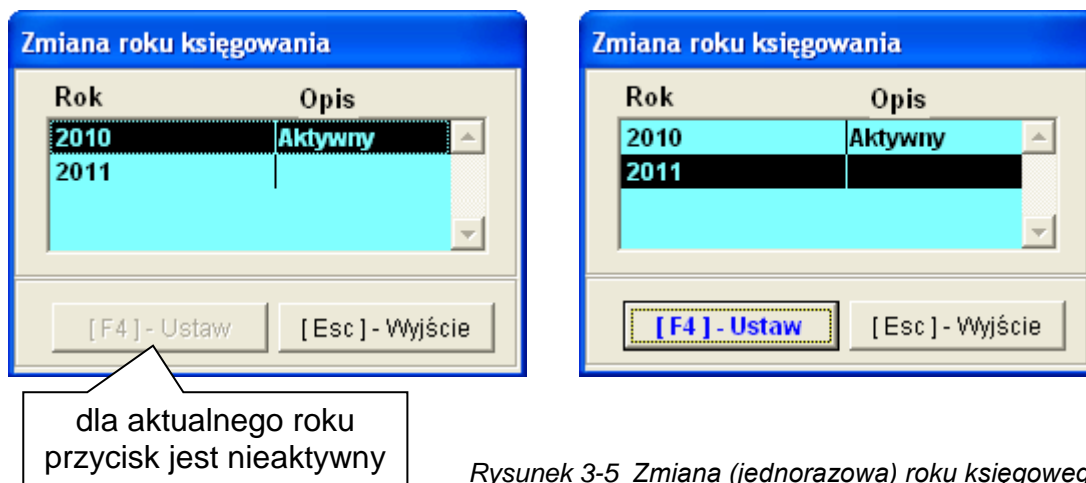 Zmiana roku księgowania
Rok Opis
2010 Aktywny
2011
[ F4 ] - Ustaw [ Esc ] - Wyjście
dla aktualnego roku
przycisk jest nieaktywny
Zmiana roku księgowania
Rok Opis
2010 Aktywny
2011
[ F4 ] - Ustaw [ Esc ] - Wyjście
Rysunek 3-5 Zmiana (jednorazowa) roku